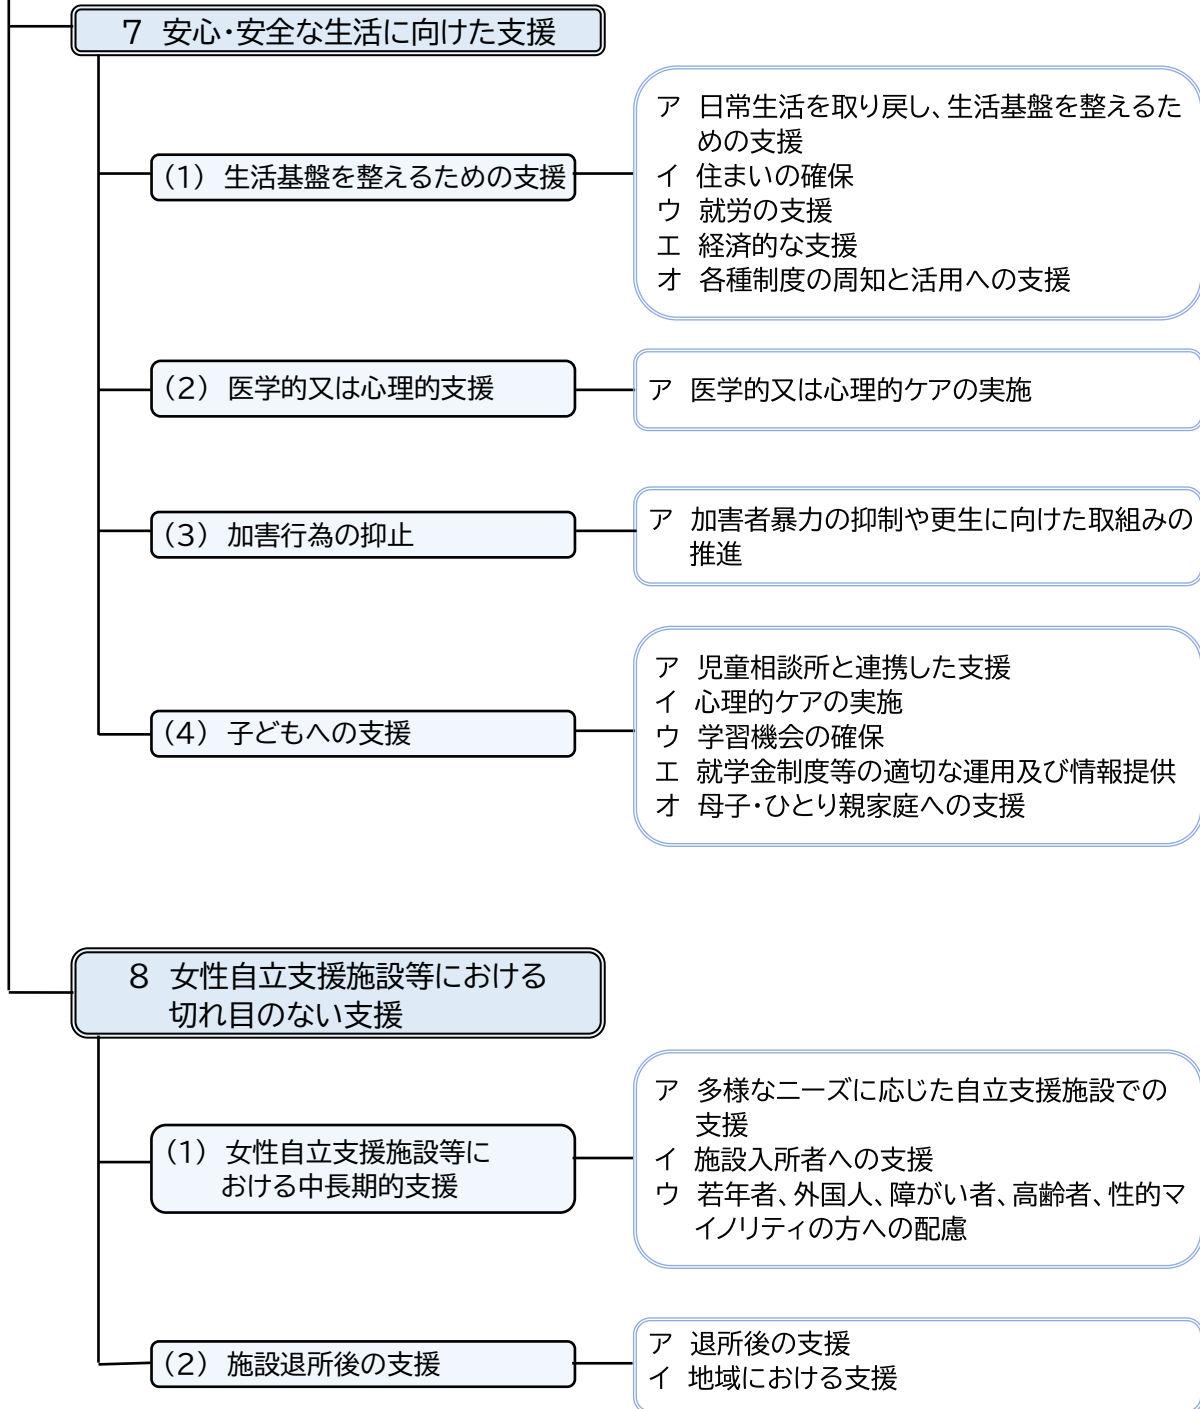 7 安心・安全な生活に向けた支援
(1) 生活基盤を整えるための支援
ア 日常生活を取り戻し、生活基盤を整えるた
めの支援
イ 住まいの確保
ウ 就労の支援
エ 経済的な支援
オ 各種制度の周知と活用への支援
(2) 医学的又は心理的支援
ア 医学的又は心理的ケアの実施
(3) 加害行為の抑止
ア 加害者暴力の抑制や更生に向けた取組みの
推進
(4) 子どもへの支援
ア 児童相談所と連携した支援
イ 心理的ケアの実施
ウ 学習機会の確保
エ 就学金制度等の適切な運用及び情報提供
オ 母子・ひとり親家庭への支援
8 女性自立支援施設等における
切れ目のない支援
(1) 女性自立支援施設等に
おける中長期的支援
ア 多様なニーズに応じた自立支援施設での
支援
イ 施設入所者への支援
ウ 若年者、外国人、障がい者、高齢者、性的マ
イノリティの方への配慮
(2) 施設退所後の支援
ア 退所後の支援
イ 地域における支援